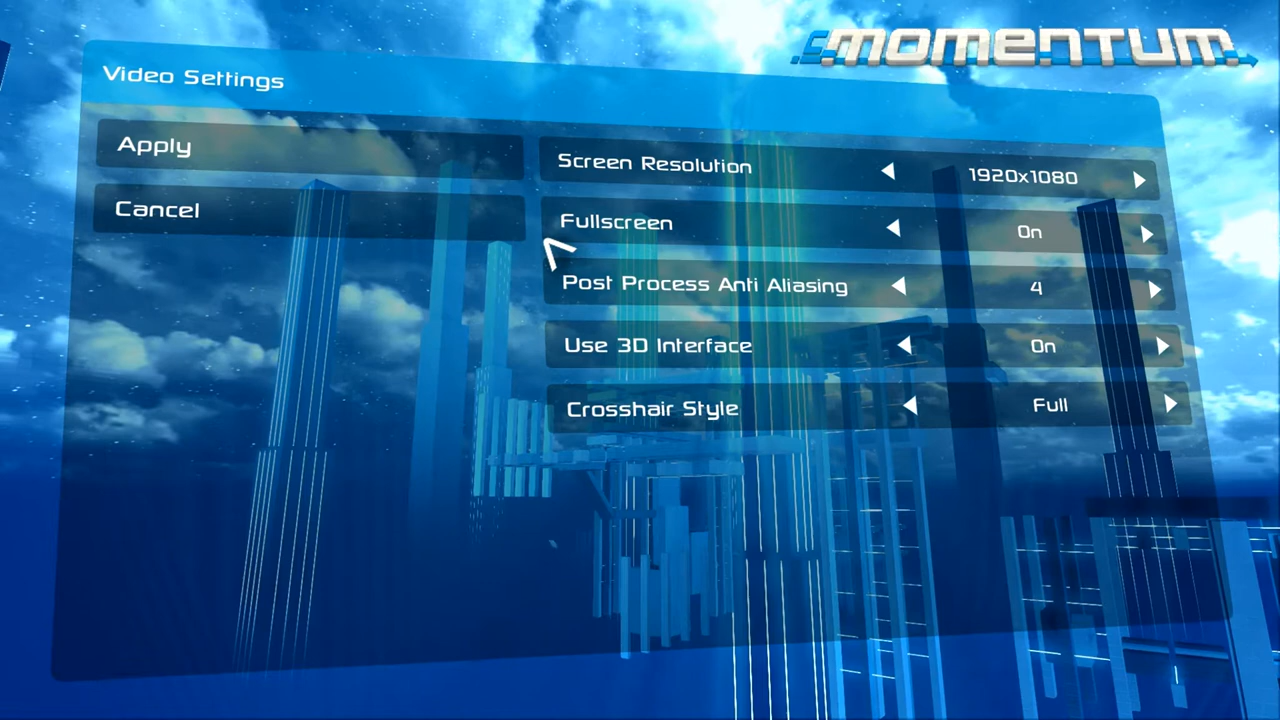 momentum
Video Settings
Apply
Cancel
Screen Resolution 1920x1080
Fullscreen On
Post Process Anti Aliasing 4
Use 3D Interface On
Crosshair Style Full